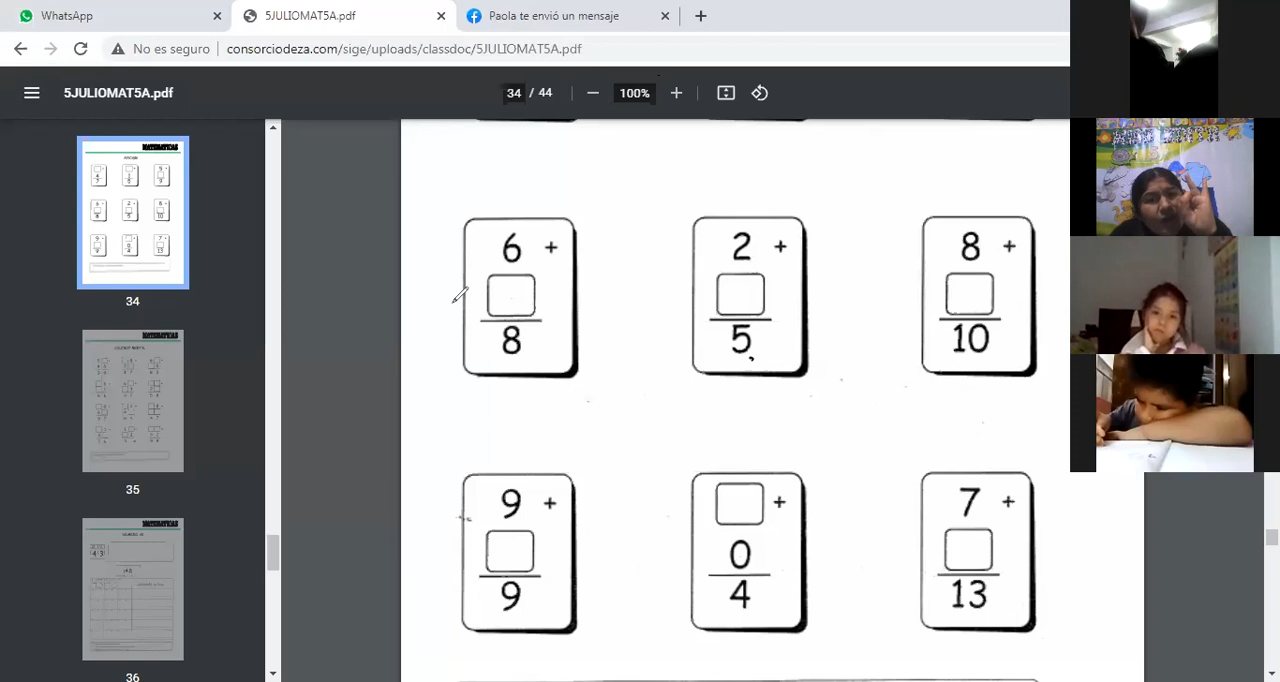 WhatsApp
5JULIOMAT5A.pdf
Paola te envió un mensaje
No es seguro
consorciodeza.com/sige/uploads/classdoc/5JULIOMAT5A.pdf
5JULIOMAT5A.pdf
34 / 44
100%
MATEMATICAS
34
35
36
6 +
8
2 +
5
8 +
10
9 +
9
+
0
4
7 +
13